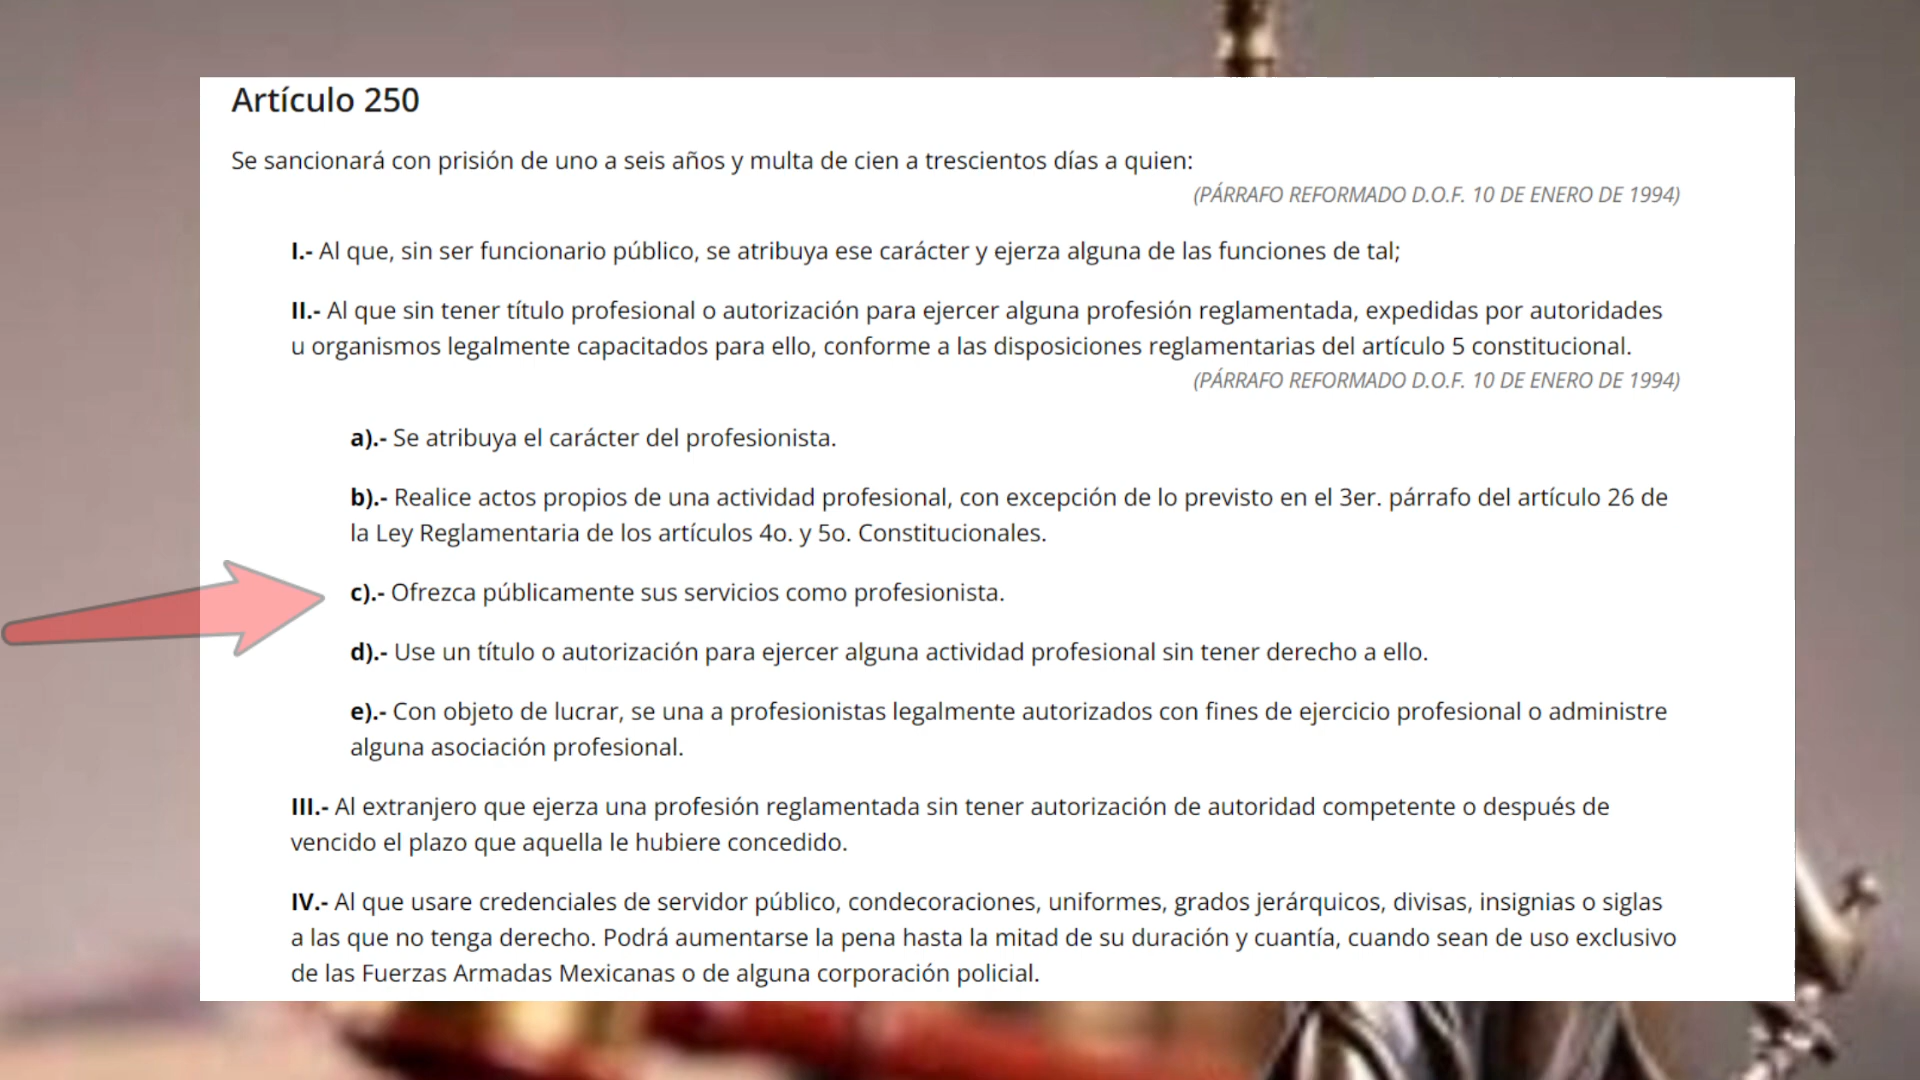 Artículo 250
Se sancionará con prisión de uno a seis años y multa de cien a trescientos días a quien:
(PÁRRAFO REFORMADO D.O.F. 10 DE ENERO DE 1994)
I.- Al que, sin ser funcionario público, se atribuya ese carácter y ejerza alguna de las funciones de tal;
II.- Al que sin tener título profesional o autorización para ejercer alguna profesión reglamentada, expedidas por autoridades
u organismos legalmente capacitados para ello, conforme a las disposiciones reglamentarias del artículo 5 constitucional.
(PÁRRAFO REFORMADO D.O.F. 10 DE ENERO DE 1994)
a).- Se atribuya el carácter del profesionista.
b).- Realice actos propios de una actividad profesional, con excepción de lo previsto en el 3er. párrafo del artículo 26 de
la Ley Reglamentaria de los artículos 4o. y 5o. Constitucionales.
c).- Ofrezca públicamente sus servicios como profesionista.
d).- Use un título o autorización para ejercer alguna actividad profesional sin tener derecho a ello.
e).- Con objeto de lucrar, se una a profesionistas legalmente autorizados con fines de ejercicio profesional o administre
alguna asociación profesional.
III.- Al extranjero que ejerza una profesión reglamentada sin tener autorización de autoridad competente o después de
vencido el plazo que aquella le hubiere concedido.
IV.- Al que usare credenciales de servidor público, condecoraciones, uniformes, grados jerárquicos, divisas, insignias o siglas
a las que no tenga derecho. Podrá aumentarse la pena hasta la mitad de su duración y cuantía, cuando sean de uso exclusivo
de las Fuerzas Armadas Mexicanas o de alguna corporación policial.